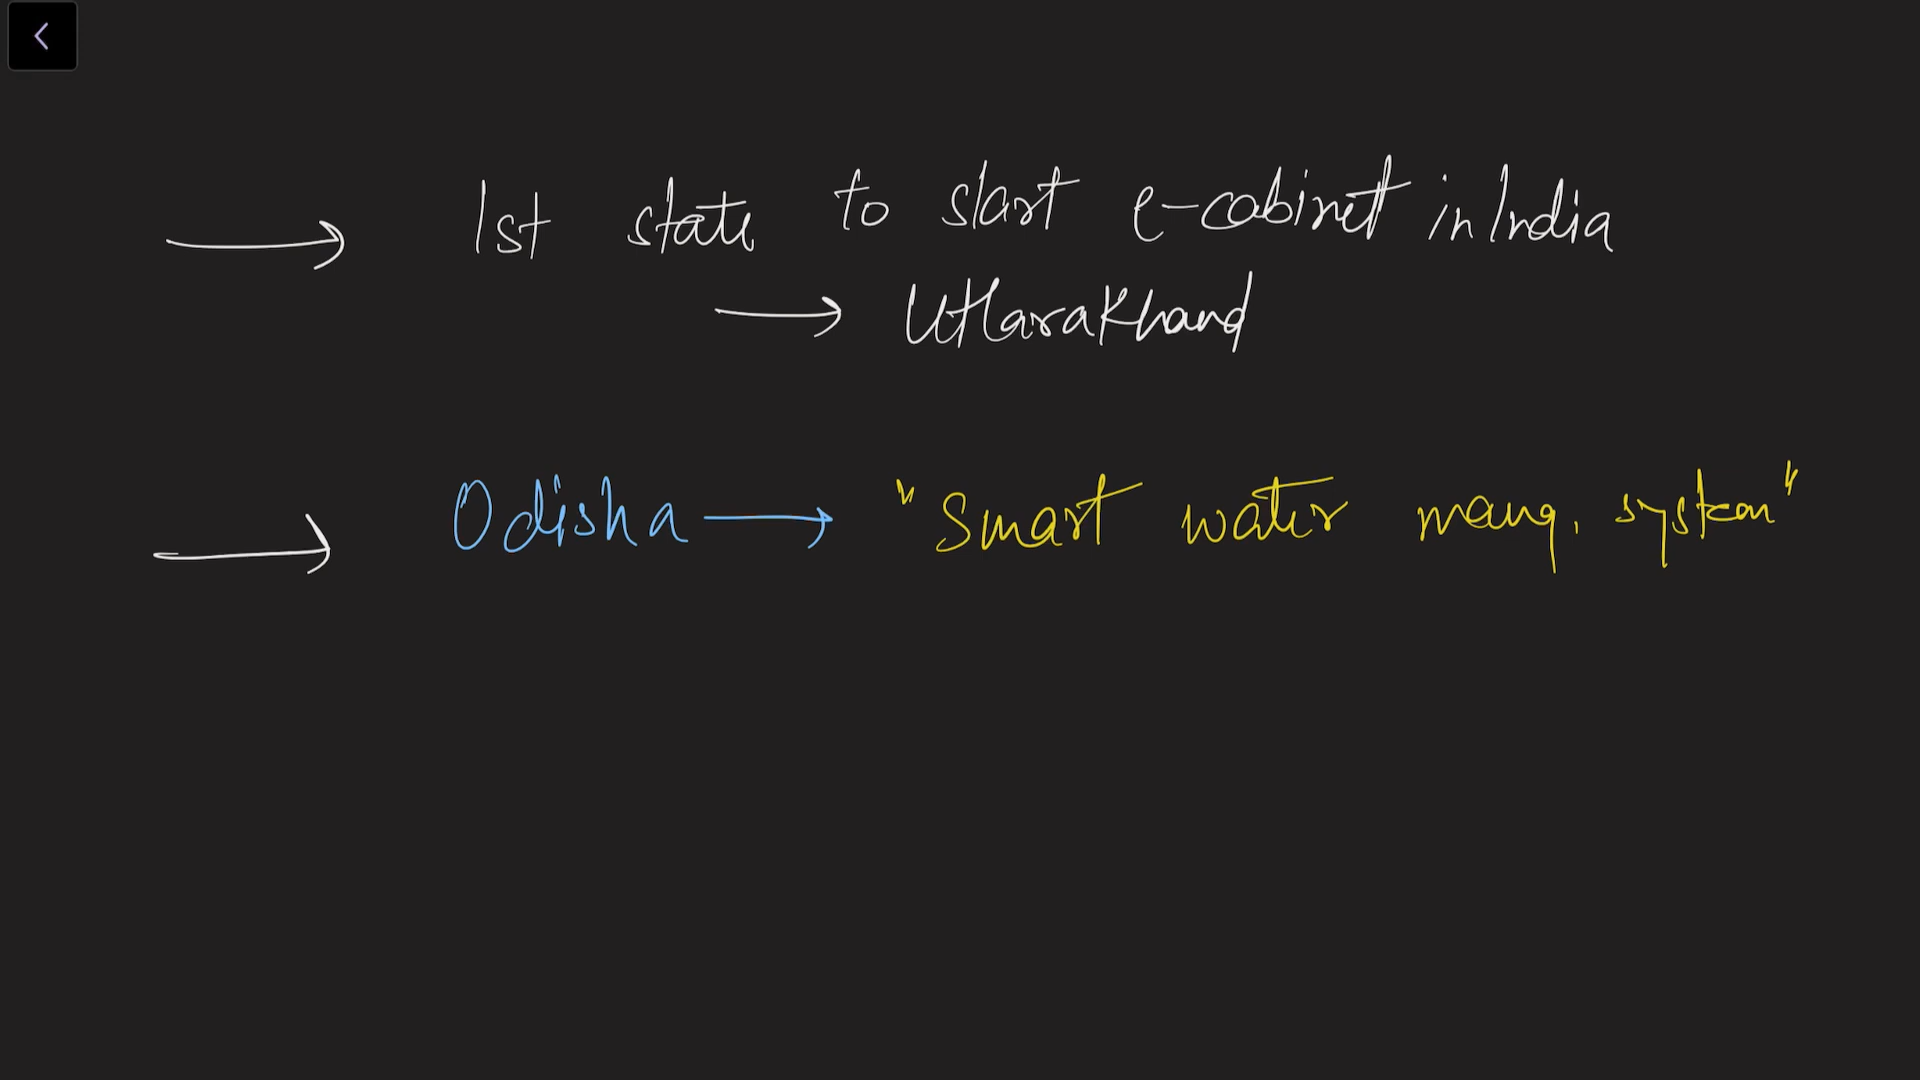 → 1st state to start e-cabinet in India
→ Uttarakhand
→ Odisha → "Smart water mang. system"